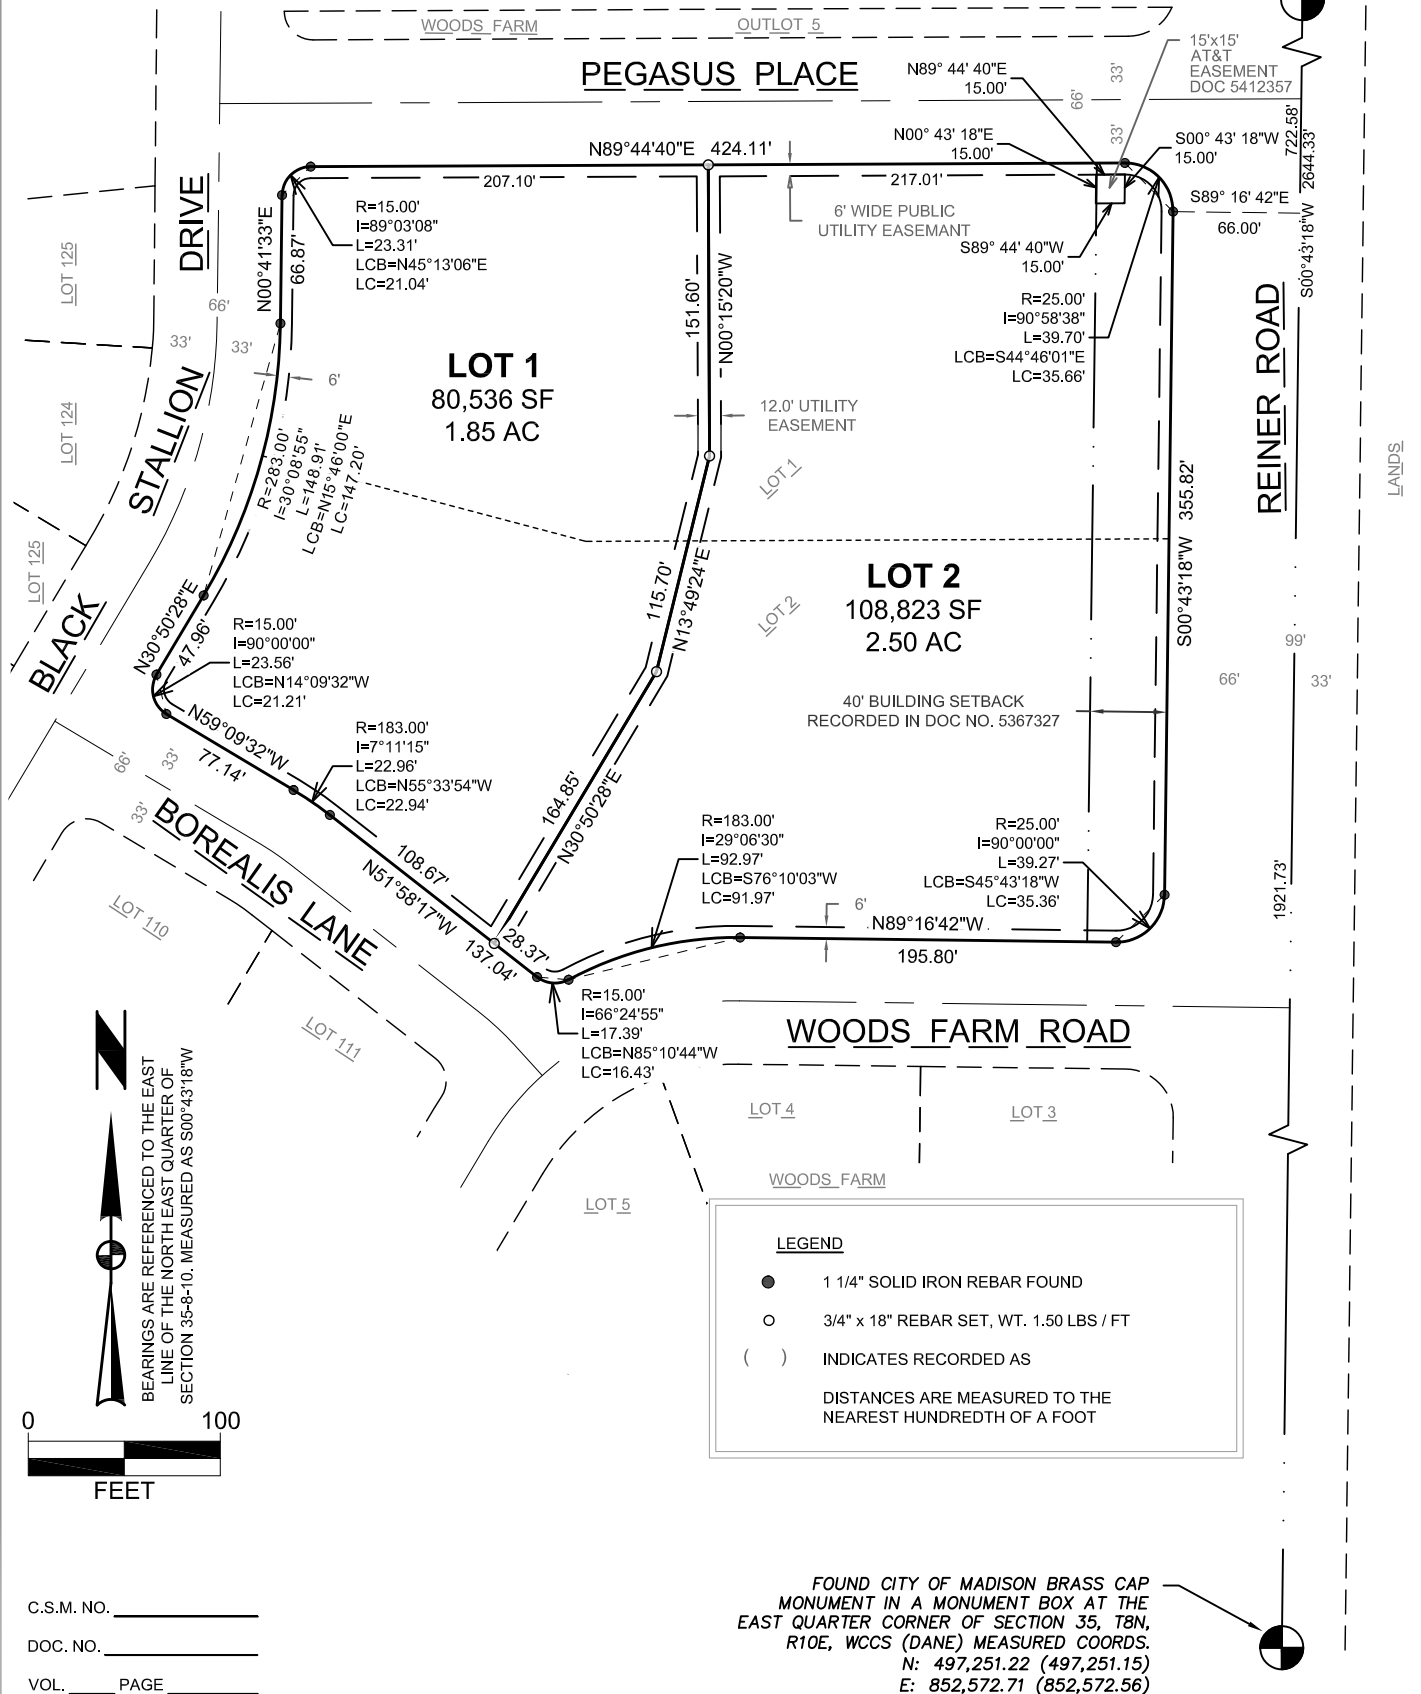 WOODS FARM
OUTLOT 5
PEGASUS PLACE
N89° 44' 40"E
15.00'
33'
66'
33'
15'x15'
AT&T
EASEMENT
DOC 5412357
N00° 43' 18"E
15.00'
S00° 43' 18"W
15.00'
722.58'
2644.33'
S00°43'18"W
N89°44'40"E 424.11'
207.10'
217.01'
S89° 16' 42"E
66.00'
6' WIDE PUBLIC
UTILITY EASEMANT
S89° 44' 40"W
15.00'
R=15.00'
I=89°03'08"
L=23.31'
LCB=N45°13'06"E
LC=21.04'
R=25.00'
I=90°58'38"
L=39.70'
LCB=S44°46'01"E
LC=35.66'
BLACK STALLION DRIVE
LOT 125
LOT 124
LOT 125
66'
33'
33'
N00°41'33"E
66.87'
6'
151.60'
N00°15'20"W
LOT 1
80,536 SF
1.85 AC
12.0' UTILITY
EASEMENT
LOT 1
REINER ROAD
LANDS
R=283.00'
I=30°08'55"
L=148.91'
LCB=N15°46'00"E
LC=147.20'
355.82'
S00°43'18"W
115.70'
N13°49'24"E
LOT 2
108,823 SF
2.50 AC
LOT 2
N30°50'28"E
47.96'
R=15.00'
I=90°00'00"
L=23.56'
LCB=N14°09'32"W
LC=21.21'
99'
66'
33'
40' BUILDING SETBACK
RECORDED IN DOC NO. 5367327
N59°09'32"W
77.14'
R=183.00'
I=7°11'15"
L=22.96'
LCB=N55°33'54"W
LC=22.94'
66'
33'
33'
BOREALIS LANE
164.85'
N30°50'28"E
R=183.00'
I=29°06'30"
L=92.97'
LCB=S76°10'03"W
LC=91.97'
R=25.00'
I=90°00'00"
L=39.27'
LCB=S45°43'18"W
LC=35.36'
108.67'
N51°58'17"W
28.37'
137.04'
6'
N89°16'42"W
195.80'
1921.73'
LOT 110
LOT 111
R=15.00'
I=66°24'55"
L=17.39'
LCB=N85°10'44"W
LC=16.43'
WOODS FARM ROAD
LOT 4
LOT 3
WOODS FARM
LOT 5
N
BEARINGS ARE REFERENCED TO THE EAST
LINE OF THE NORTH EAST QUARTER OF
SECTION 35-8-10. MEASURED AS S00°43'18"W
0 100
FEET
LEGEND
1 1/4" SOLID IRON REBAR FOUND
3/4" x 18" REBAR SET, WT. 1.50 LBS / FT
( ) INDICATES RECORDED AS
DISTANCES ARE MEASURED TO THE
NEAREST HUNDREDTH OF A FOOT
C.S.M. NO.
DOC. NO.
VOL. PAGE
FOUND CITY OF MADISON BRASS CAP
MONUMENT IN A MONUMENT BOX AT THE
EAST QUARTER CORNER OF SECTION 35, T8N,
R10E, WCCS (DANE) MEASURED COORDS.
N: 497,251.22 (497,251.15)
E: 852,572.71 (852,572.56)